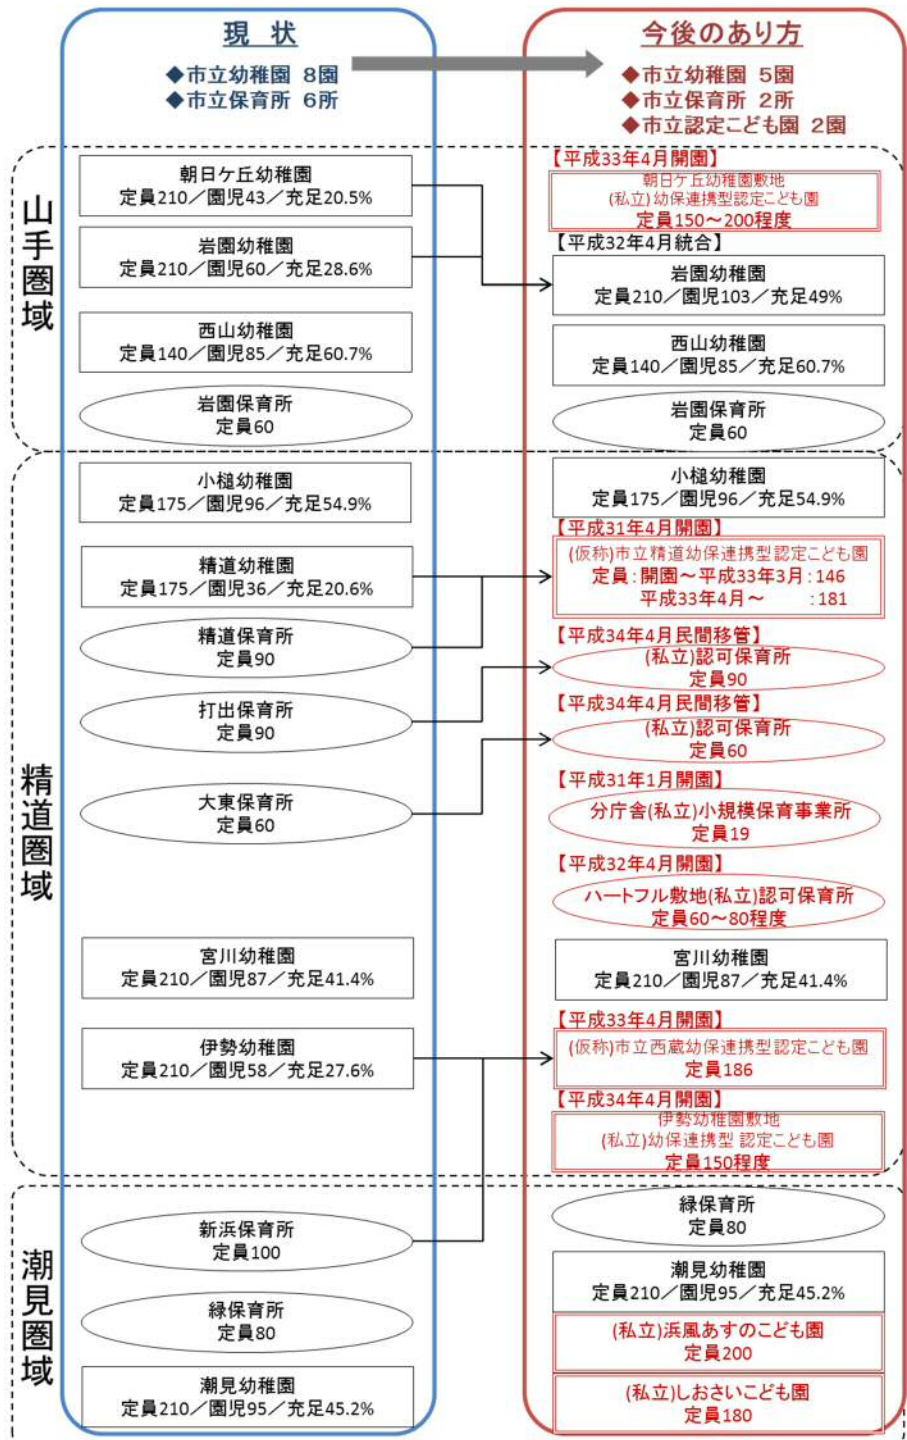 現 状
◆市立幼稚園 8園
◆市立保育所 6所
今後のあり方
◆市立幼稚園 5園
◆市立保育所 2所
◆市立認定こども園 2園
山手圏域
朝日ケ丘幼稚園
定員210／園児43／充足20.5%
岩園幼稚園
定員210／園児60／充足28.6%
西山幼稚園
定員140／園児85／充足60.7%
岩園保育所
定員60
【平成33年4月開園】
朝日ケ丘幼稚園敷地
(私立)幼保連携型認定こども園
定員150～200程度
【平成32年4月統合】
岩園幼稚園
定員210／園児103／充足49%
西山幼稚園
定員140／園児85／充足60.7%
岩園保育所
定員60
精道圏域
小槌幼稚園
定員175／園児96／充足54.9%
精道幼稚園
定員175／園児36／充足20.6%
精道保育所
定員90
打出保育所
定員90
大東保育所
定員60
宮川幼稚園
定員210／園児87／充足41.4%
伊勢幼稚園
定員210／園児58／充足27.6%
小槌幼稚園
定員175／園児96／充足54.9%
【平成31年4月開園】
(仮称)市立精道幼保連携型認定こども園
定員：開園～平成33年3月：146
平成33年4月～ ：181
【平成34年4月民間移管】
(私立)認可保育所
定員90
【平成34年4月民間移管】
(私立)認可保育所
定員60
【平成31年1月開園】
分庁舎(私立)小規模保育事業所
定員19
【平成32年4月開園】
ハートフル敷地(私立)認可保育所
定員60～80程度
宮川幼稚園
定員210／園児87／充足41.4%
【平成33年4月開園】
(仮称)市立西蔵幼保連携型認定こども園
定員186
【平成34年4月開園】
伊勢幼稚園敷地
(私立)幼保連携型 認定こども園
定員150程度
潮見圏域
新浜保育所
定員100
緑保育所
定員80
潮見幼稚園
定員210／園児95／充足45.2%
緑保育所
定員80
潮見幼稚園
定員210／園児95／充足45.2%
(私立)浜風あすのこども園
定員200
(私立)しおさいこども園
定員180